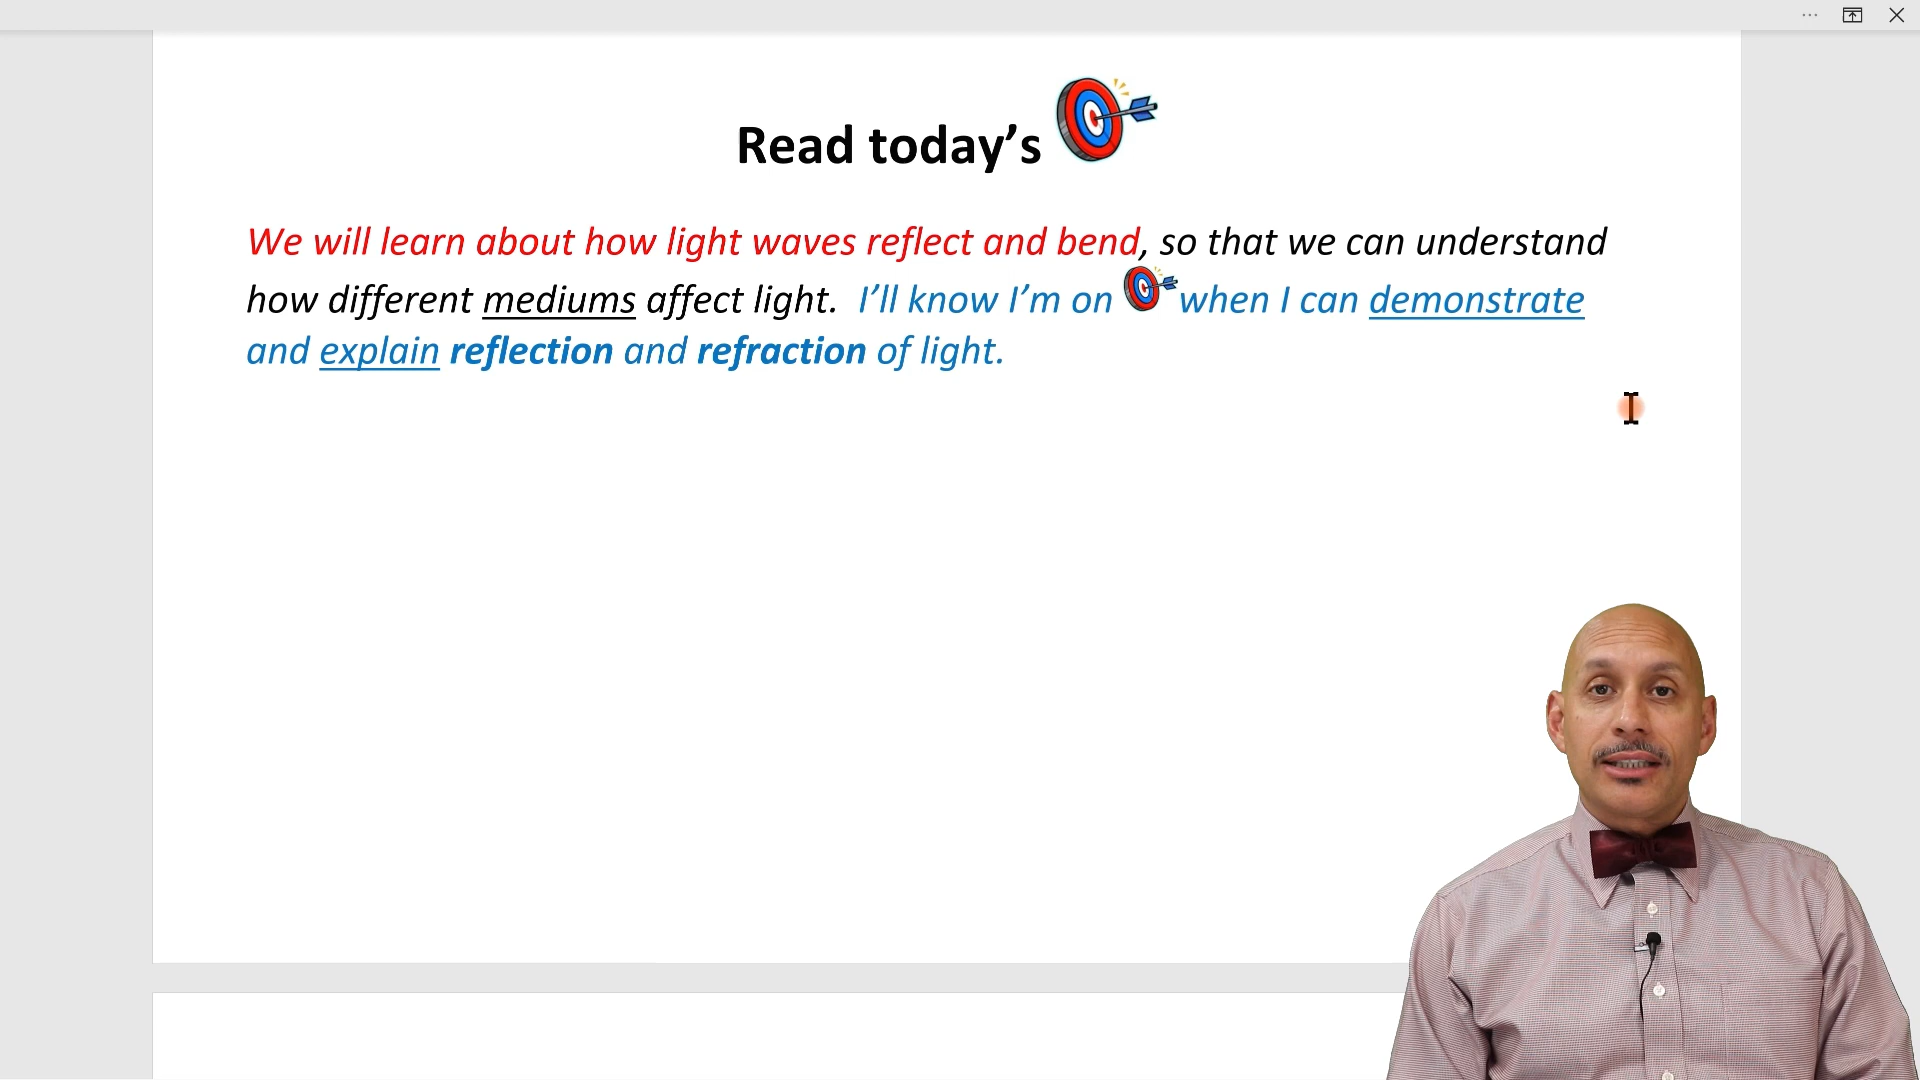 Read today’s
We will learn about how light waves reflect and bend, so that we can understand
how different mediums affect light. I’ll know I’m on when I can demonstrate
and explain reflection and refraction of light.